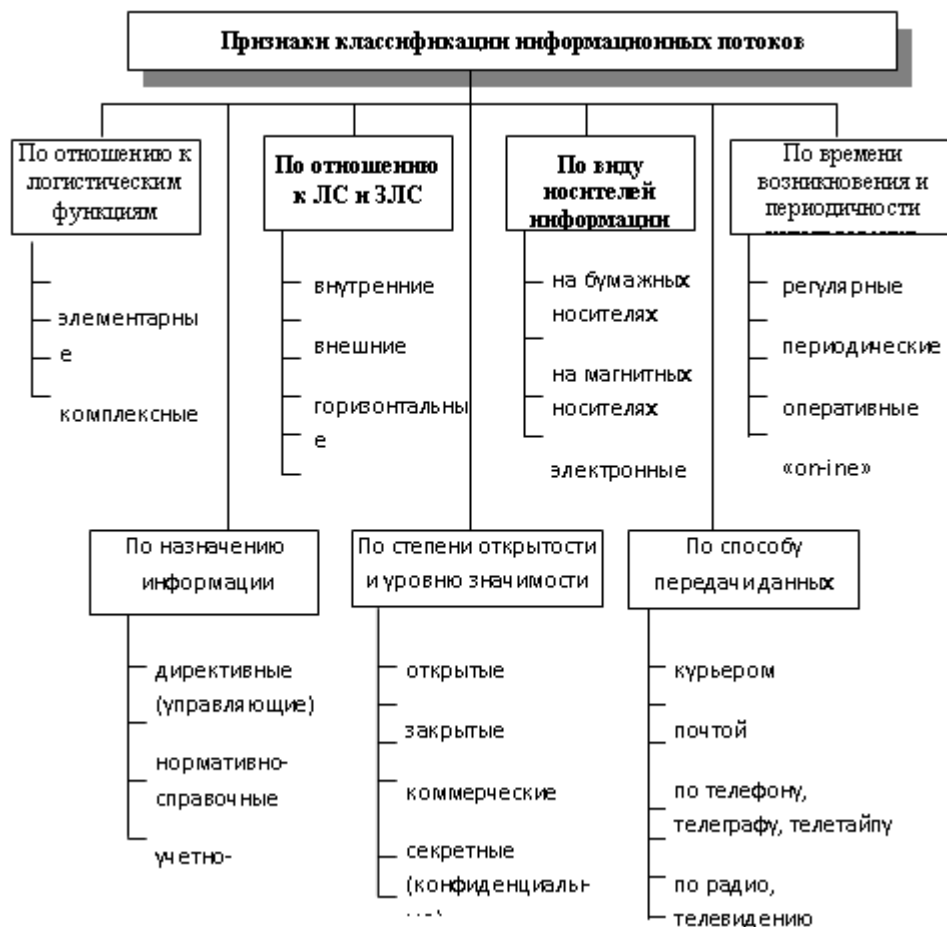 Признаки классификации информационных потоков
По отношению к
логистическим
функциям
элементарны
е
комплексные
По отношению
к ЛС и ЗЛС
внутренние
внешние
горизонтальны
е
По виду
носителей
информации
на бумажных
носителях
на магнитных
носителях
электронные
По времени
возникновения и
периодичности
регулярные
периодические
оперативные
«on-ine»
По назначению
информации
директивные
(управляющие)
нормативно-
справочные
учетно-
По степени открытости
и уровню значимости
открытые
закрытые
коммерческие
секретные
(конфиденциаль-
По способу
передачи данных
курьером
почтой
по телефону,
телеграфу, телетайпу
по радио,
телевидению